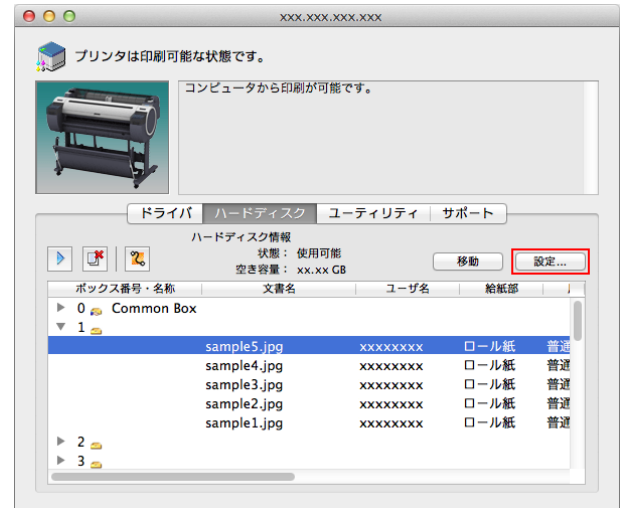 xxx.xxx.xxx.xxx
プリンタは印刷可能な状態です。
コンピュータから印刷が可能です。
ドライバ ハードディスク ユーティリティ サポート
ハードディスク情報
状態： 使用可能
空き容量： xx.xx GB
移動 設定...
ボックス番号・名称 文書名 ユーザ名 給紙部
0 Common Box
1
sample5.jpg xxxxxxxx ロール紙 普通
sample4.jpg xxxxxxxx ロール紙 普通
sample3.jpg xxxxxxxx ロール紙 普通
sample2.jpg xxxxxxxx ロール紙 普通
sample1.jpg xxxxxxxx ロール紙 普通
2
3